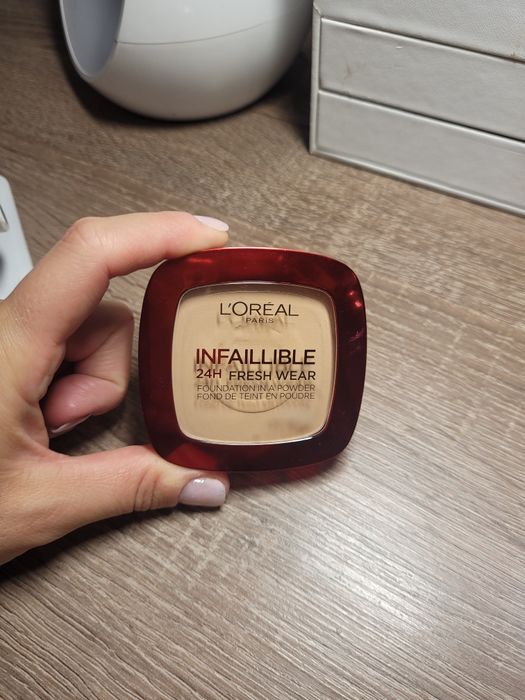 L'ORÉAL
PARIS
INFAILLIBLE
24H FRESH WEAR
FOUNDATION IN A POWDER
FOND DE TEINT EN POUDRE